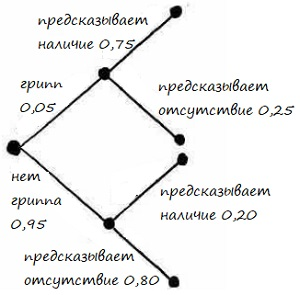 предсказывает
наличие 0,75
грипп
0,05
предсказывает
отсутствие 0,25
нет
гриппа
0,95
предсказывает
наличие 0,20
предсказывает
отсутствие 0,80